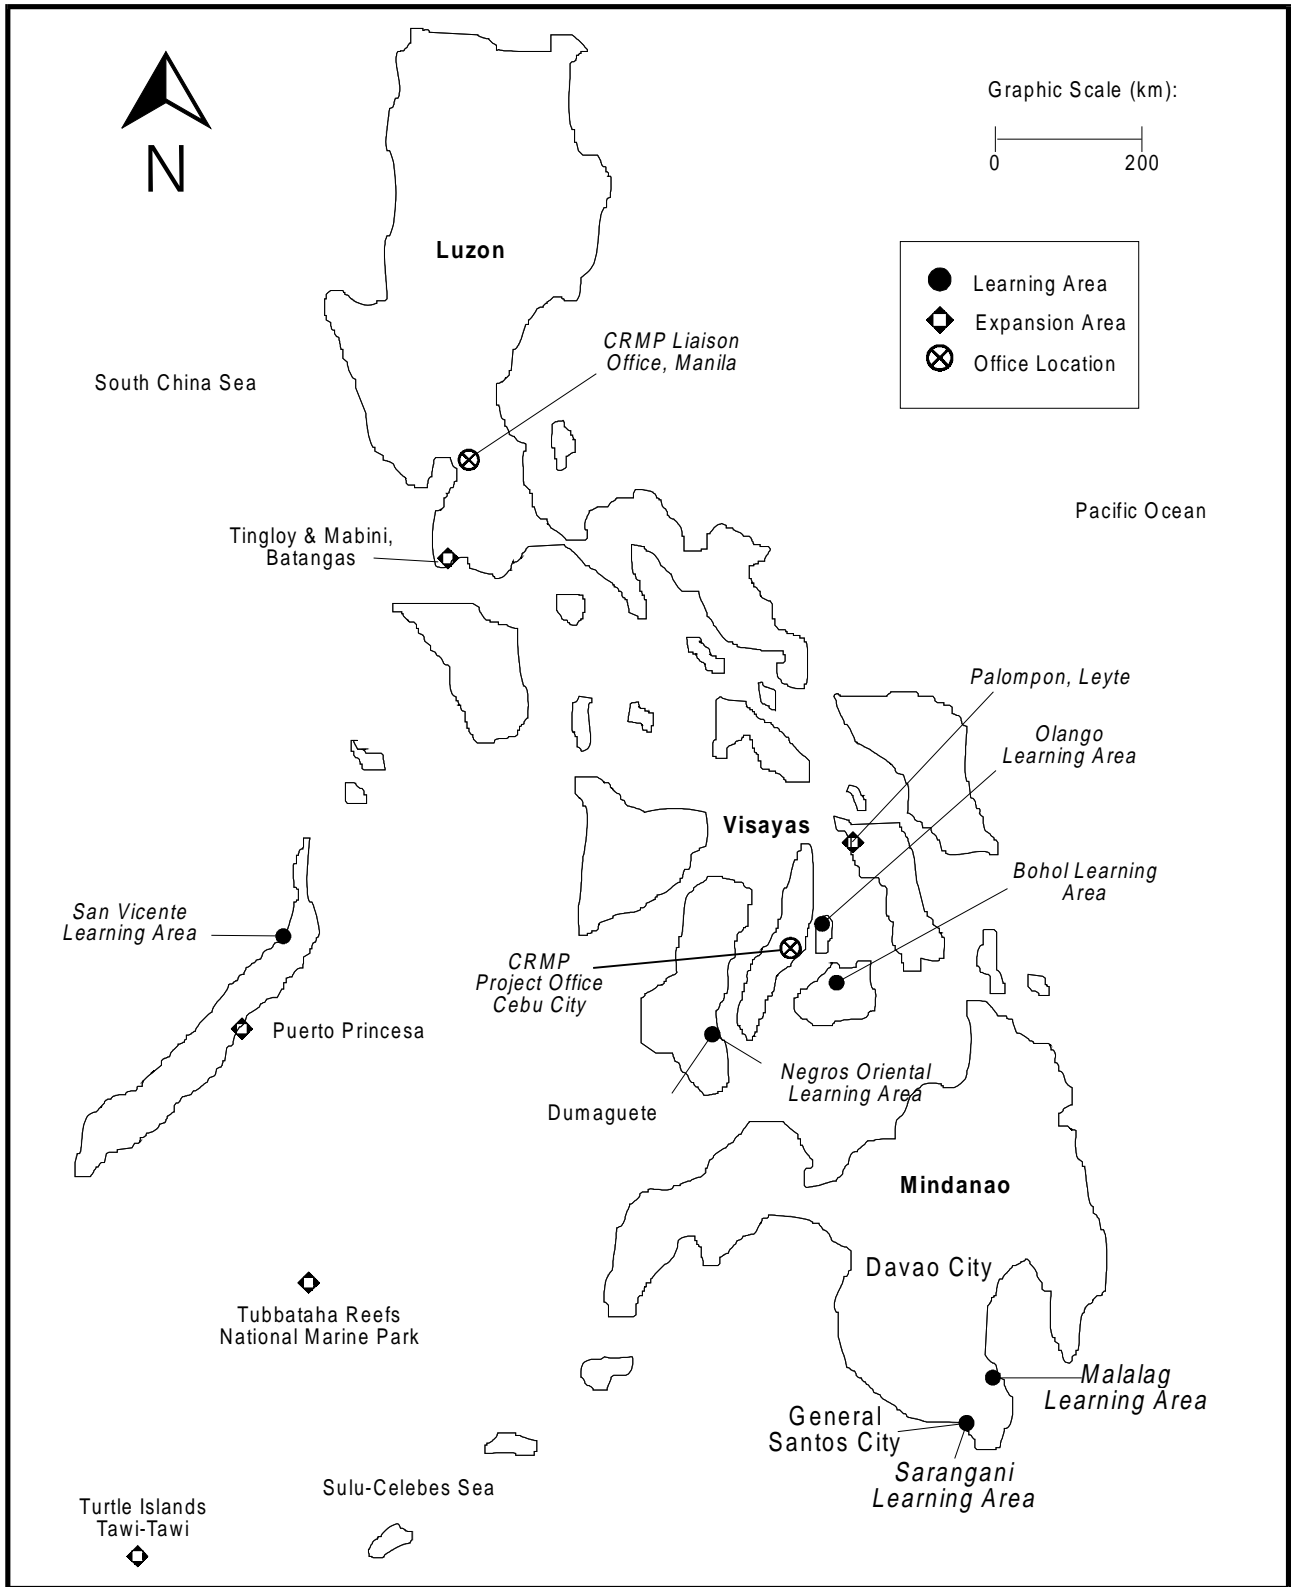 N
Graphic Scale (km):
0
200
Luzon
Learning Area
Expansion Area
Office Location
CRMP Liaison
Office, Manila
South China Sea
Pacific Ocean
Tingloy & Mabini,
Batangas
Palompon, Leyte
Olango
Learning Area
Visayas
Bohol Learning
Area
San Vicente
Learning Area
CRMP
Project Office
Cebu City
Puerto Princesa
Negros Oriental
Learning Area
Dumaguete
Mindanao
Davao City
Tubbataha Reefs
National Marine Park
Malalag
Learning Area
General
Santos City
Sarangani
Learning Area
Sulu-Celebes Sea
Turtle Islands
Tawi-Tawi